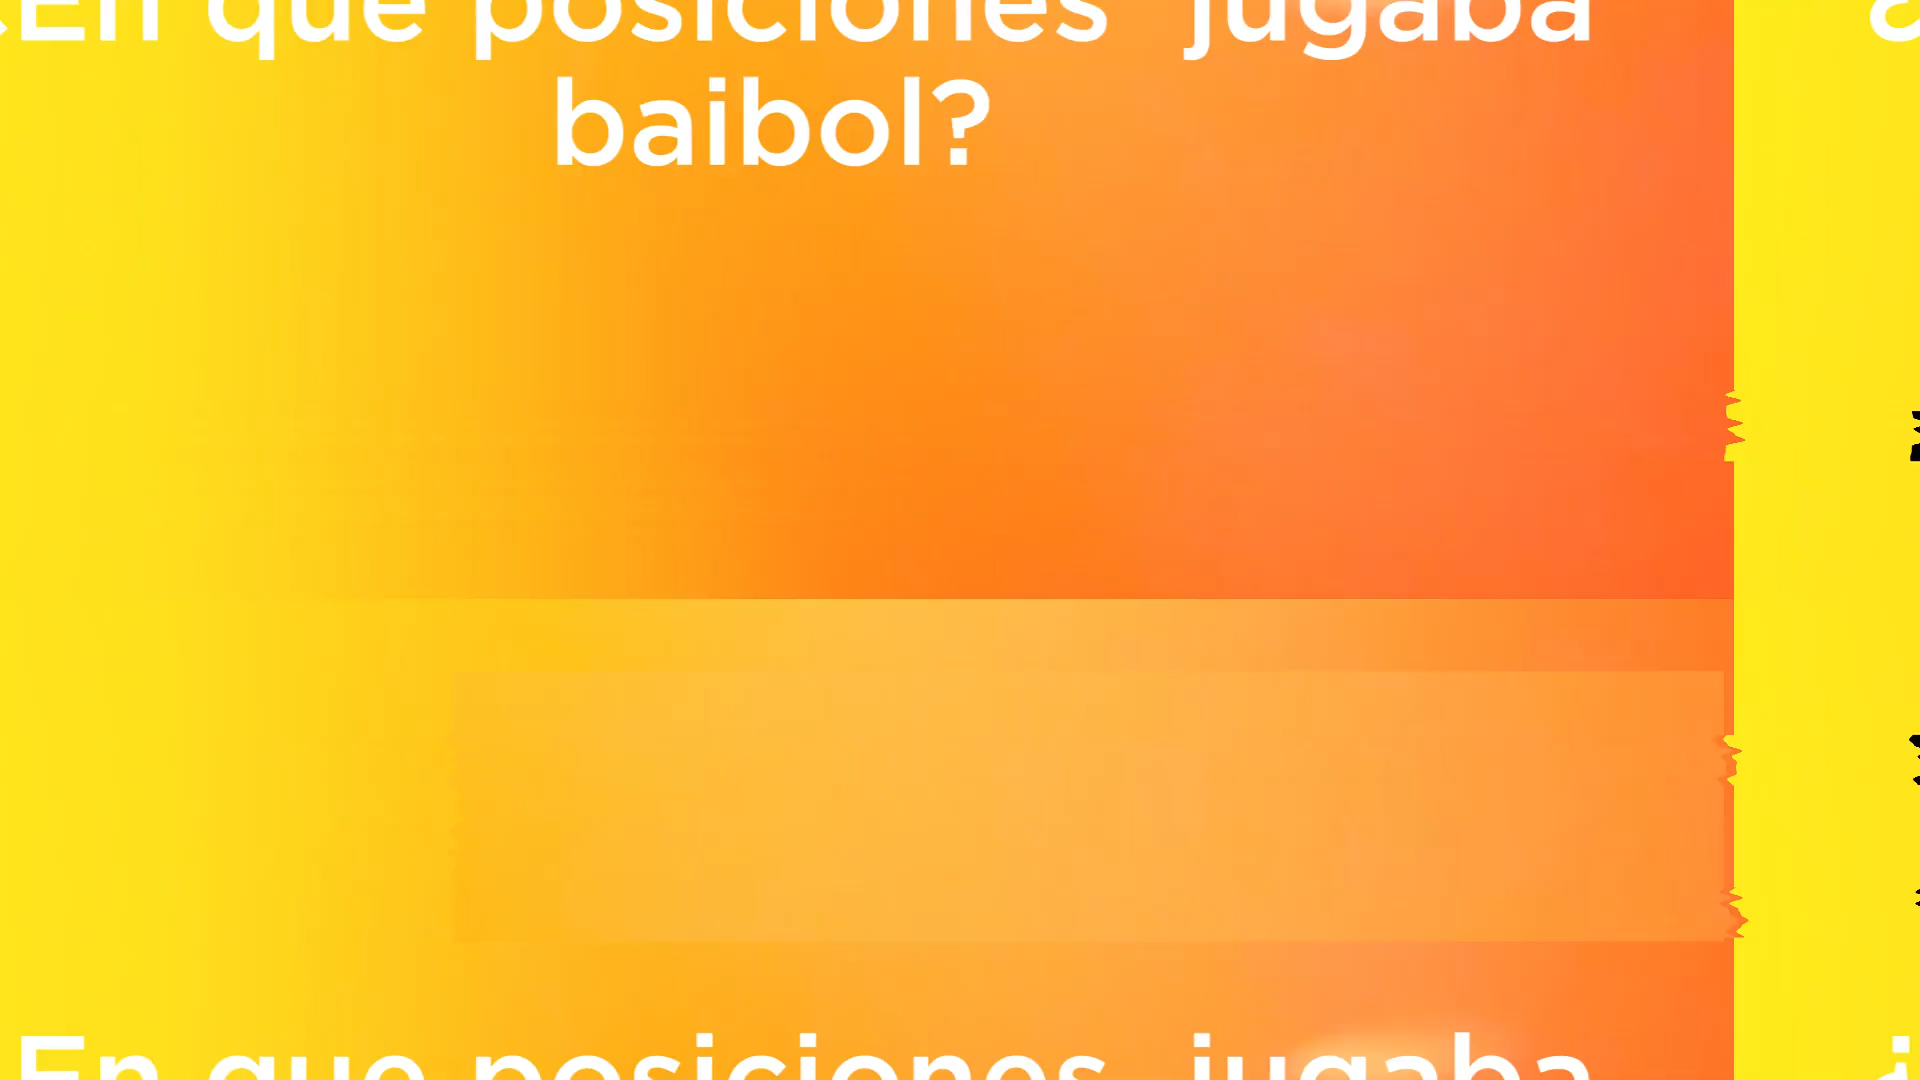 ¿En que posiciones jugaba
baibol?
En que posiciones jugaba